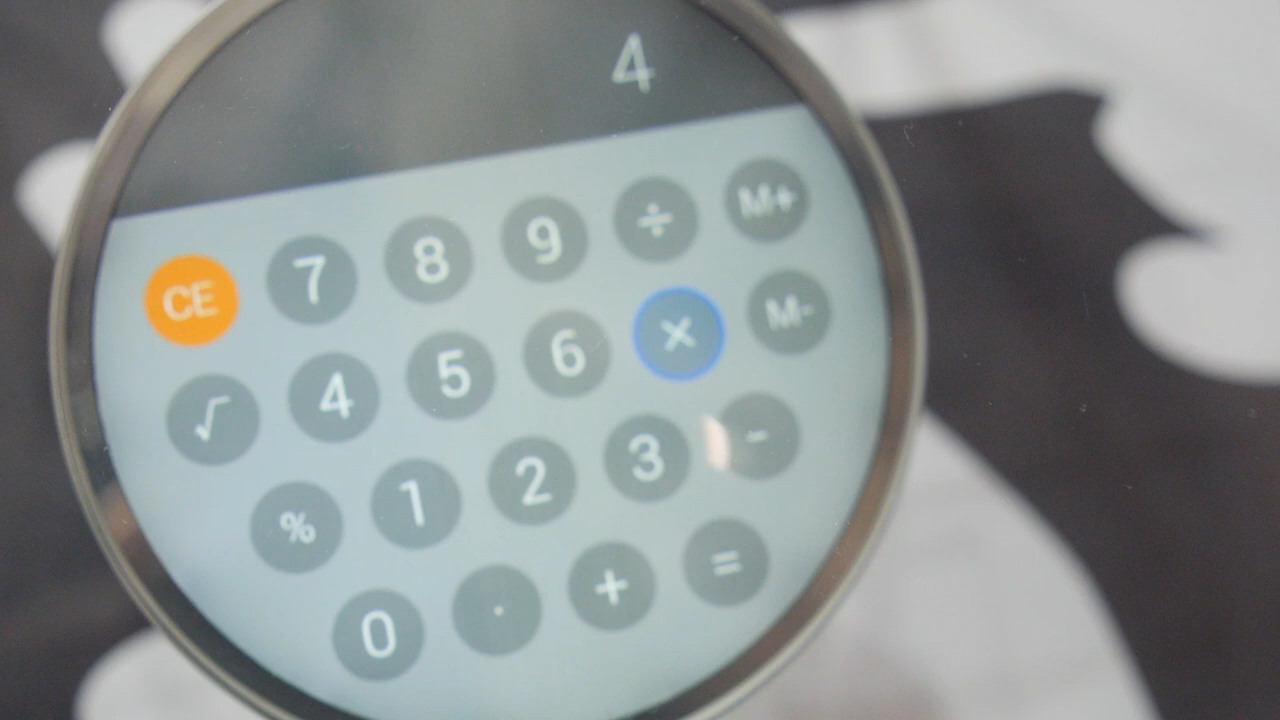 4
CE 7 8 9 ÷ M+
√ 4 5 6 × M-
% 1 2 3 -
0 . + =